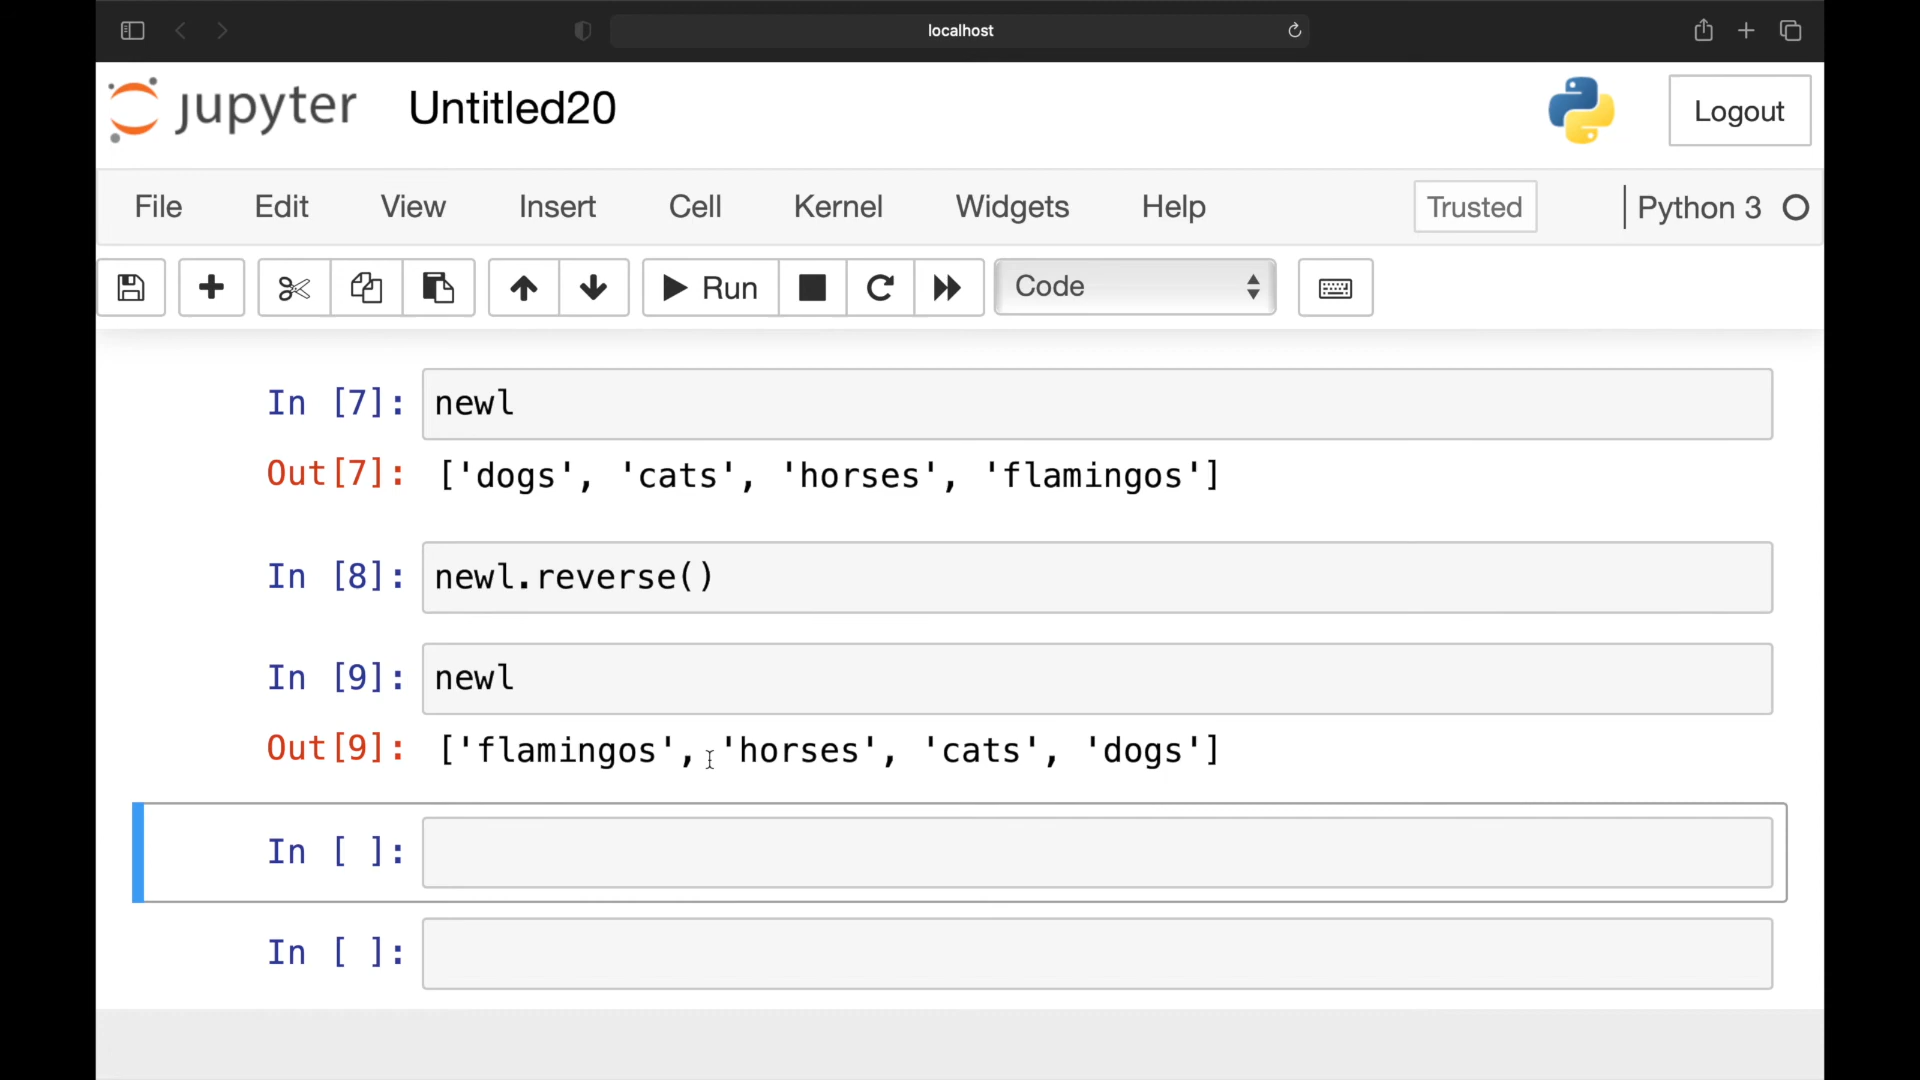 localhost
jupyter Untitled20
Logout
File Edit View Insert Cell Kernel Widgets Help Trusted Python 3
Run Code
In [7]: newl
Out[7]: ['dogs', 'cats', 'horses', 'flamingos']
In [8]: newl.reverse()
In [9]: newl
Out[9]: ['flamingos', 'horses', 'cats', 'dogs']
In [ ]:
In [ ]: